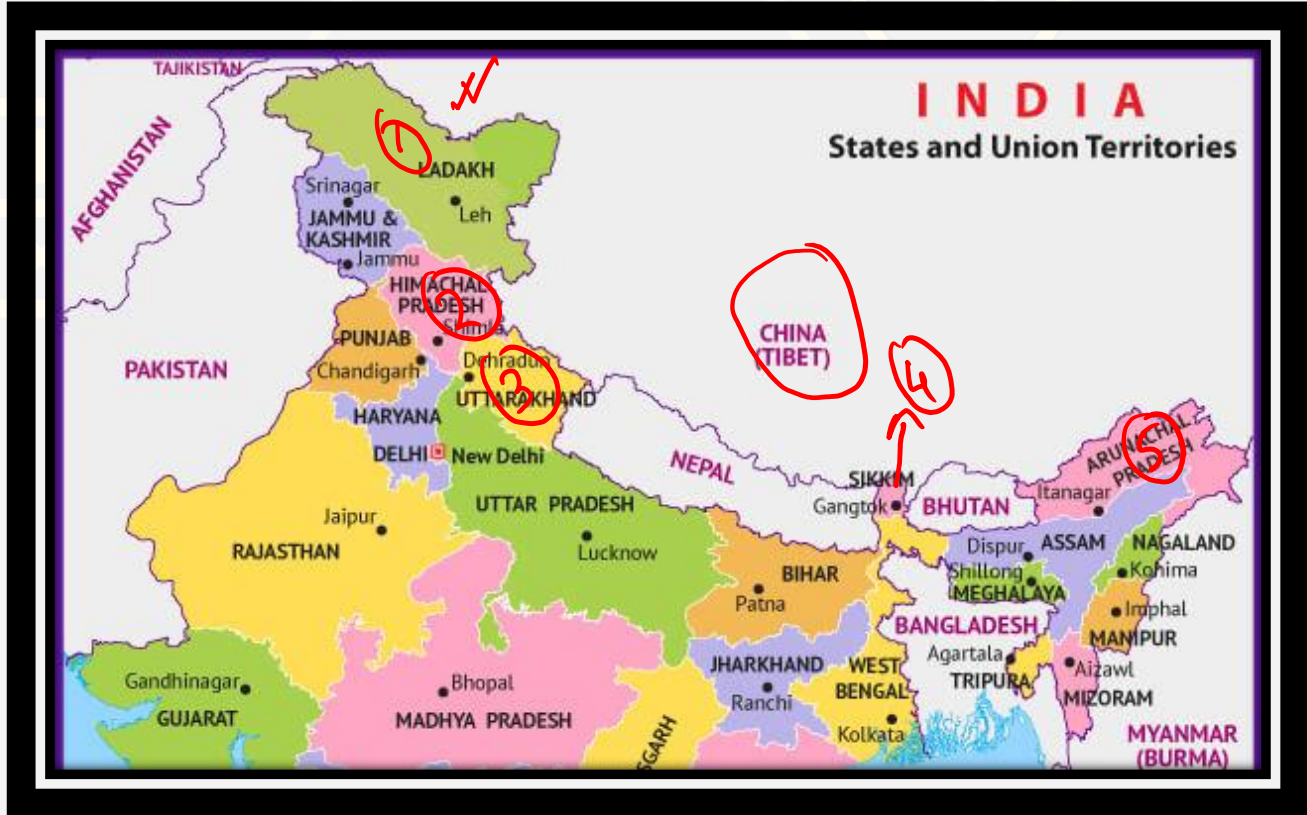 TAJIKISTAN
INDIA
States and Union Territories
AFGHANISTAN
1
LADAKH
Srinagar
Leh
JAMMU &
KASHMIR
Jammu
HIMACHAL
PRADESH
2
Shimla
CHINA
(TIBET)
PUNJAB
Chandigarh
Dehradun
3
UTTARAKHAND
4
PAKISTAN
HARYANA
DELHI
New Delhi
NEPAL
SIKKIM
Gangtok
BHUTAN
ARUNACHAL
PRADESH
5
Itanagar
UTTAR PRADESH
Lucknow
Jaipur
RAJASTHAN
BIHAR
Patna
Dispur
ASSAM
NAGALAND
Kohima
Shillong
MEGHALAYA
Imphal
MANIPUR
BANGLADESH
Agartala
TRIPURA
Aizawl
MIZORAM
JHARKHAND
Ranchi
WEST
BENGAL
Kolkata
Gandhinagar
GUJARAT
Bhopal
MADHYA PRADESH
SGARH
MYANMAR
(BURMA)